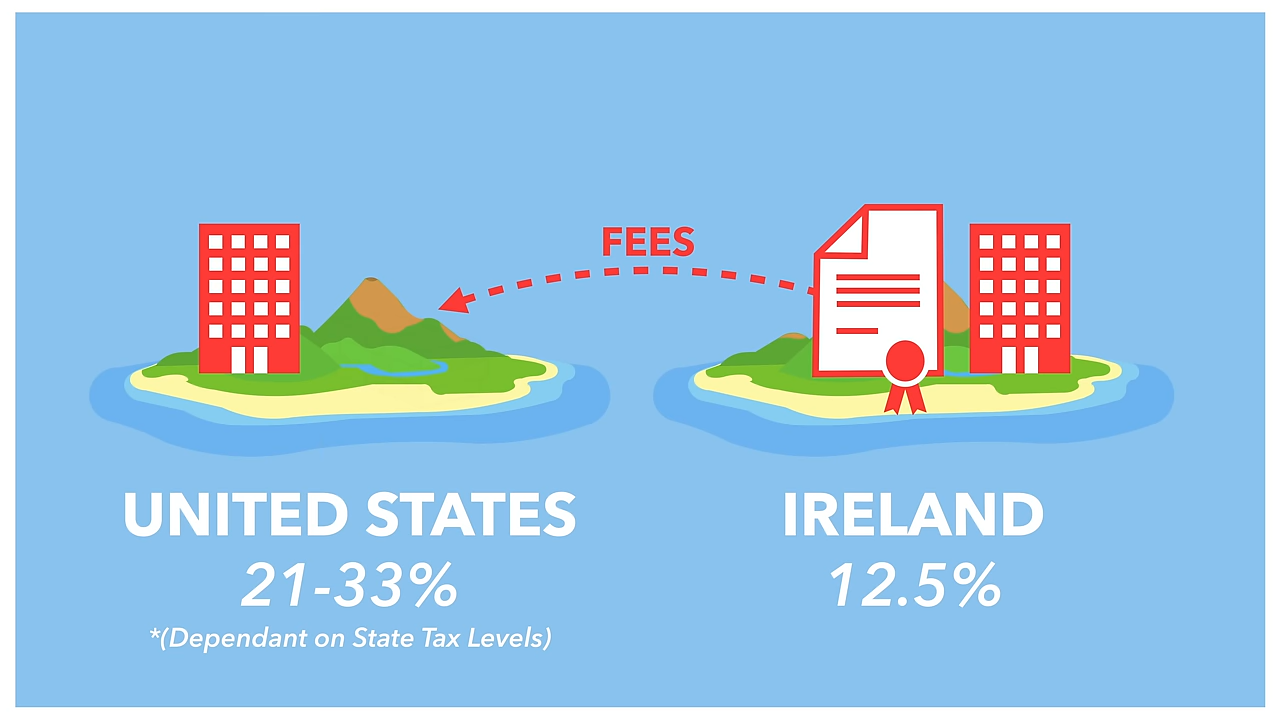 FEES
UNITED STATES
21-33%
*(Dependant on State Tax Levels)
IRELAND
12.5%